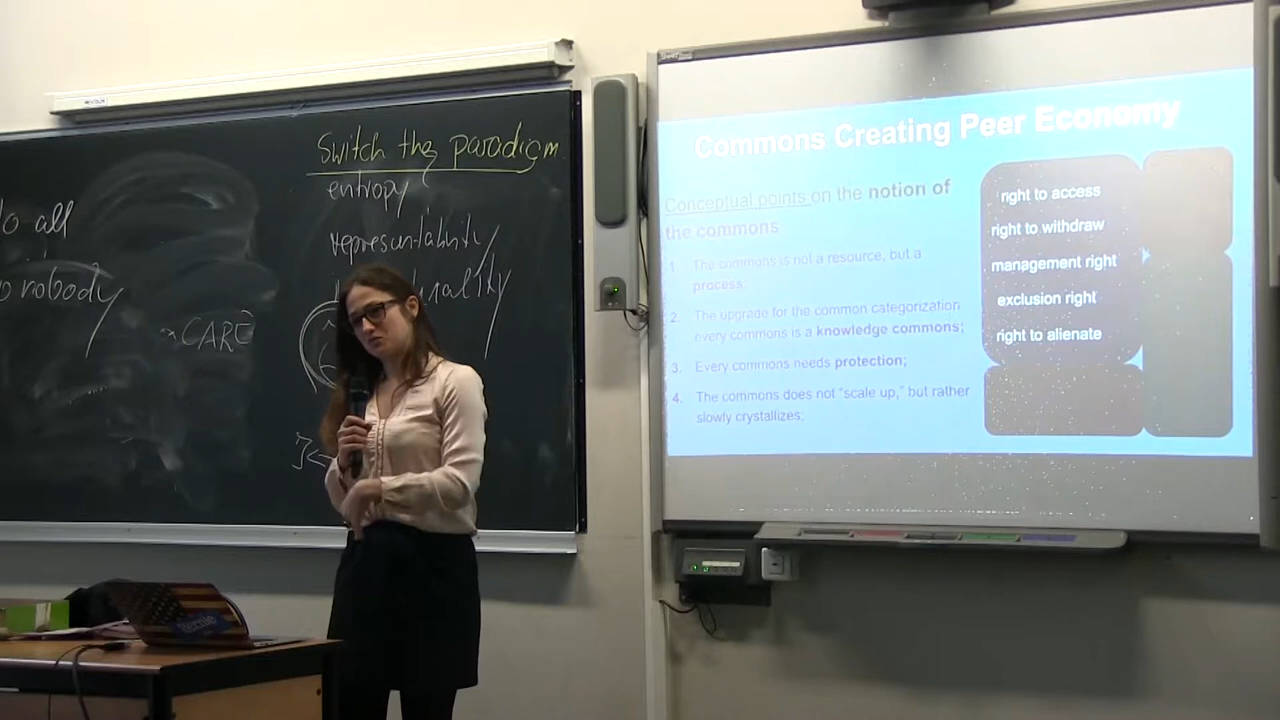 Switch the paradigm
entropy
to all
nobody
CARE
Commons Creating Peer Economy
Conceptual points on the notion of
the commons
1. The commons is not a resource, but a
process;
2. The upgrade for the common categorization
every commons is a knowledge commons;
3. Every commons needs protection;
4. The commons does not "scale up," but rather
slowly crystallizes;
right to access
right to withdraw
management right
exclusion right
right to alienate
Bernie